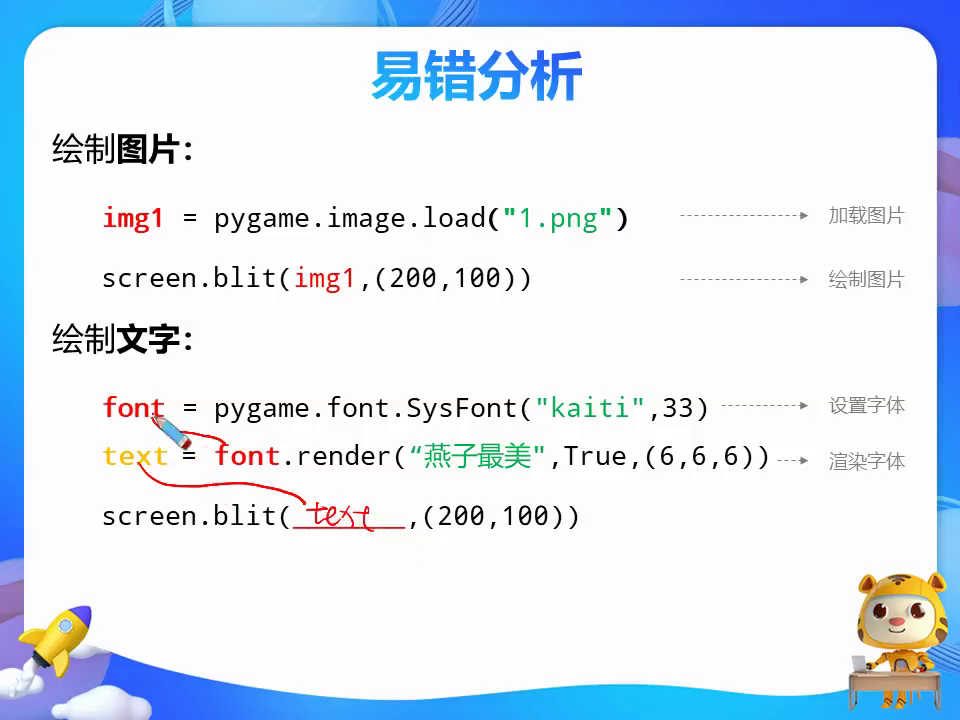 易错分析
绘制图片：
img1 = pygame.image.load("1.png") 加载图片
screen.blit(img1,(200,100)) 绘制图片
绘制文字：
font = pygame.font.SysFont("kaiti",33) 设置字体
text = font.render(“燕子最美",True,(6,6,6)) 渲染字体
screen.blit(text,(200,100))